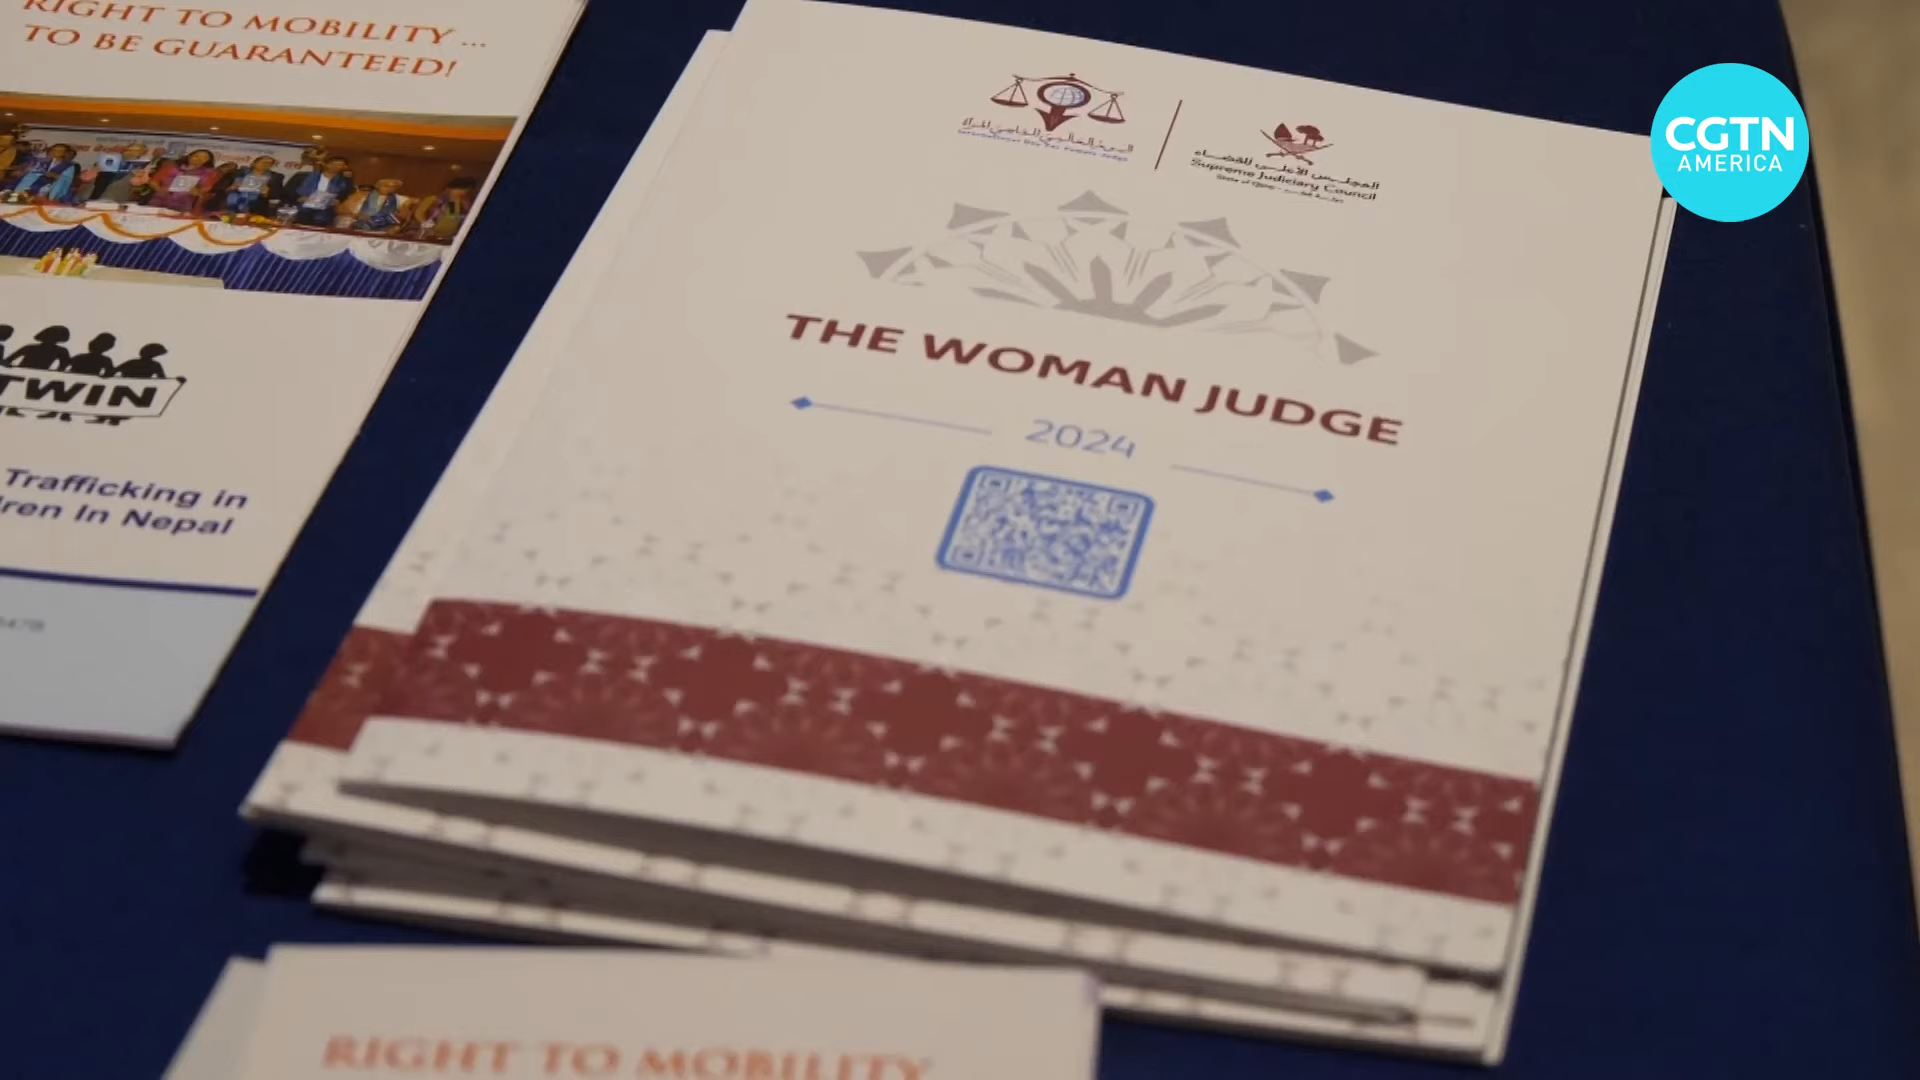 RIGHT TO MOBILITY ...
TO BE GUARANTEED!
TWIN
Trafficking in
ren In Nepal
المجلس الأعلى للقضاء
Supreme Judiciary Council
THE WOMAN JUDGE
2024
RIGHT TO MOBILITY
CGTN
AMERICA